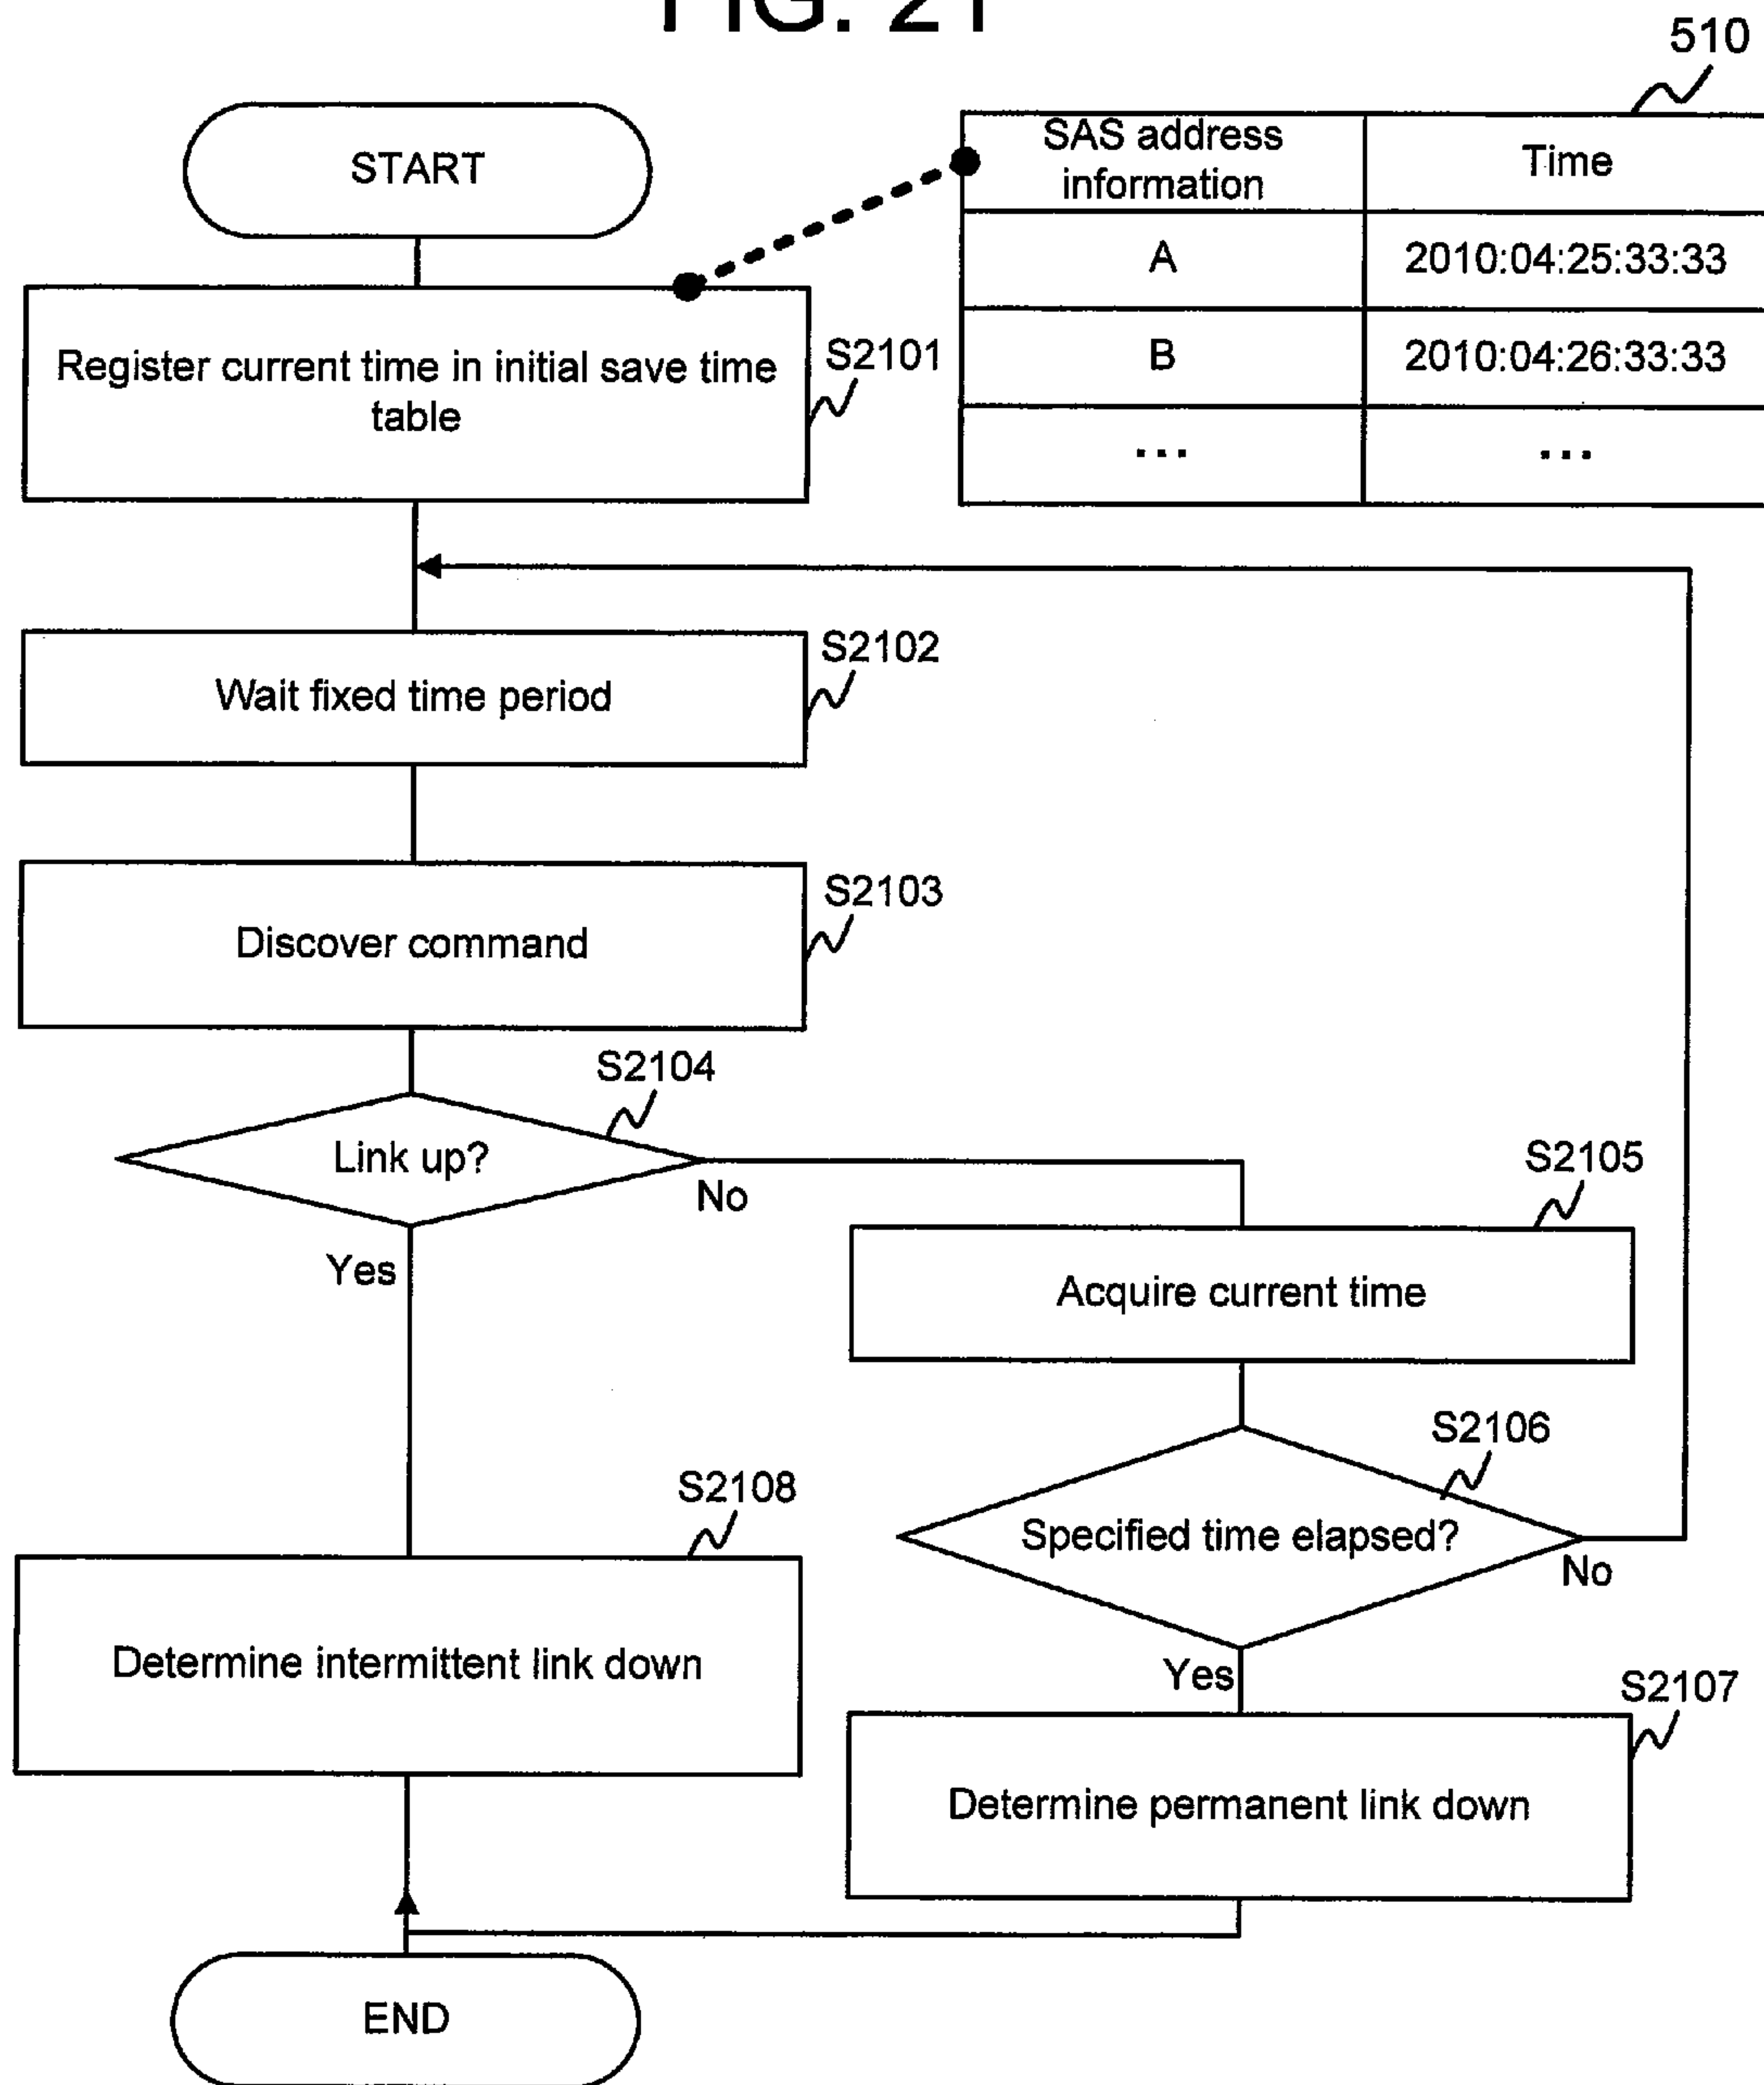 FIG. 21
510
START
SAS address
information
Time
A
2010:04:25:33:33
B
2010:04:26:33:33
...
...
Register current time in initial save time
table
S2101
S2102
Wait fixed time period
S2103
Discover command
S2104
Link up?
No
Yes
S2105
Acquire current time
S2106
Specified time elapsed?
No
Yes
S2108
Determine intermittent link down
S2107
Determine permanent link down
END